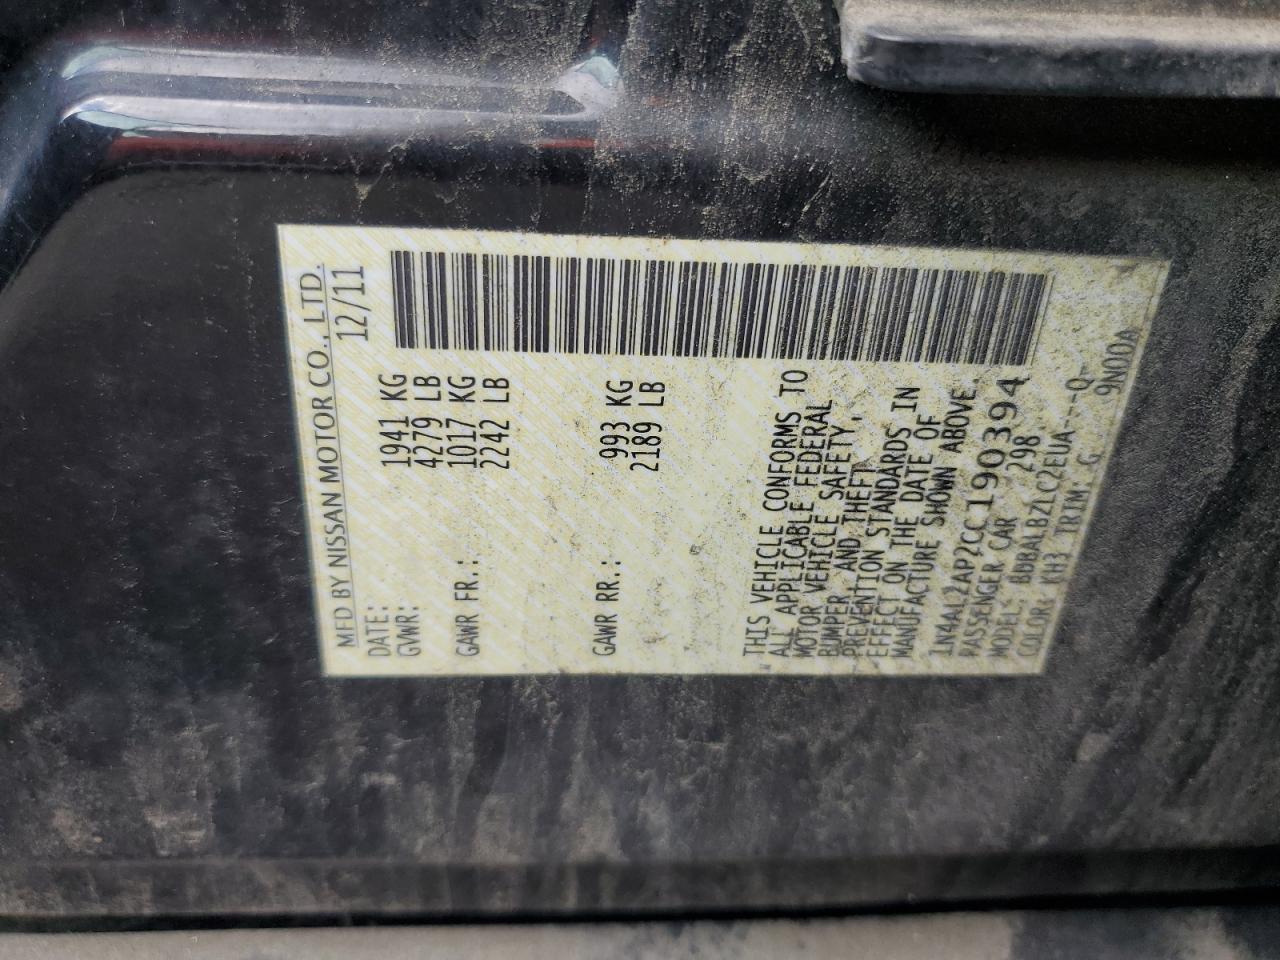 MFD BY NISSAN MOTOR CO., LTD.
DATE: 12/11
GVWR: 1941 KG
4279 LB
GAWR FR.: 1017 KG
2242 LB
GAWR RR.: 993 KG
2189 LB
THIS VEHICLE CONFORMS TO
ALL APPLICABLE FEDERAL
MOTOR VEHICLE SAFETY,
BUMPER, AND THEFT
PREVENTION STANDARDS IN
EFFECT ON THE DATE OF
MANUFACTURE SHOWN ABOVE.
1N4AL2AP2CC190394
PASSENGER CAR 298
MODEL: BDBALBZLC2EUA---Q-
COLOR: KH3 TRIM: G 9N00A